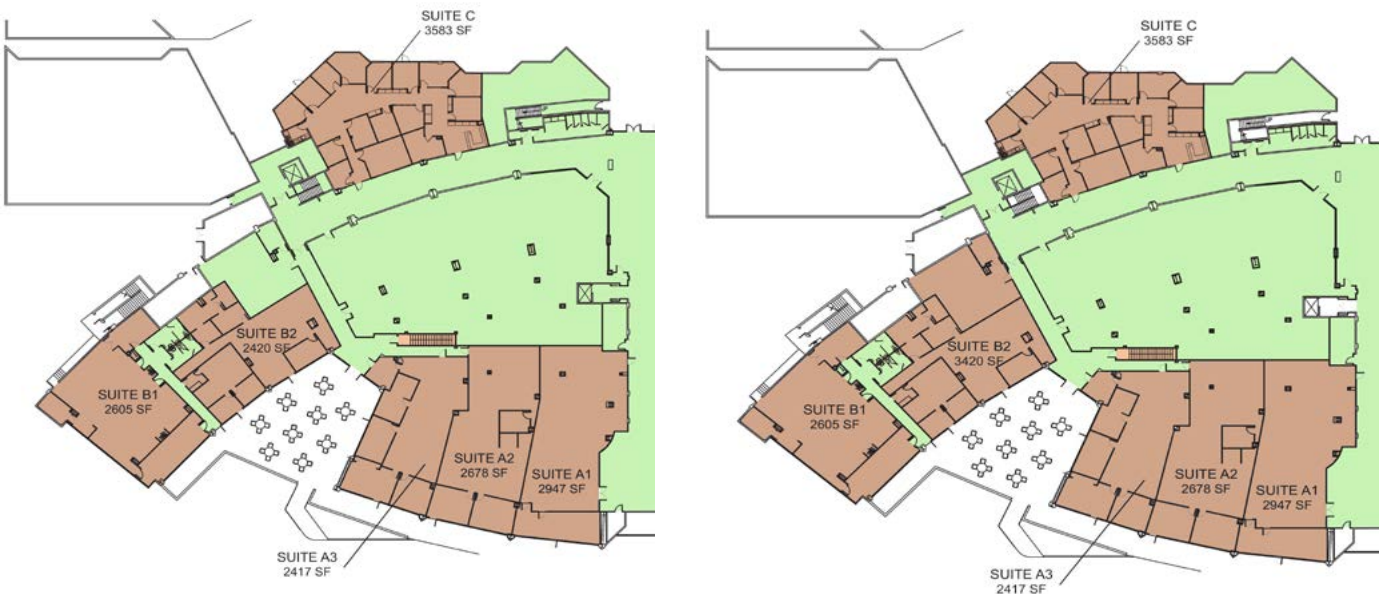 SUITE C
3583 SF
SUITE B2
2420 SF
SUITE B1
2605 SF
SUITE A2
2678 SF
SUITE A1
2947 SF
SUITE A3
2417 SF
SUITE C
3583 SF
SUITE B2
3420 SF
SUITE B1
2605 SF
SUITE A2
2678 SF
SUITE A1
2947 SF
SUITE A3
2417 SF